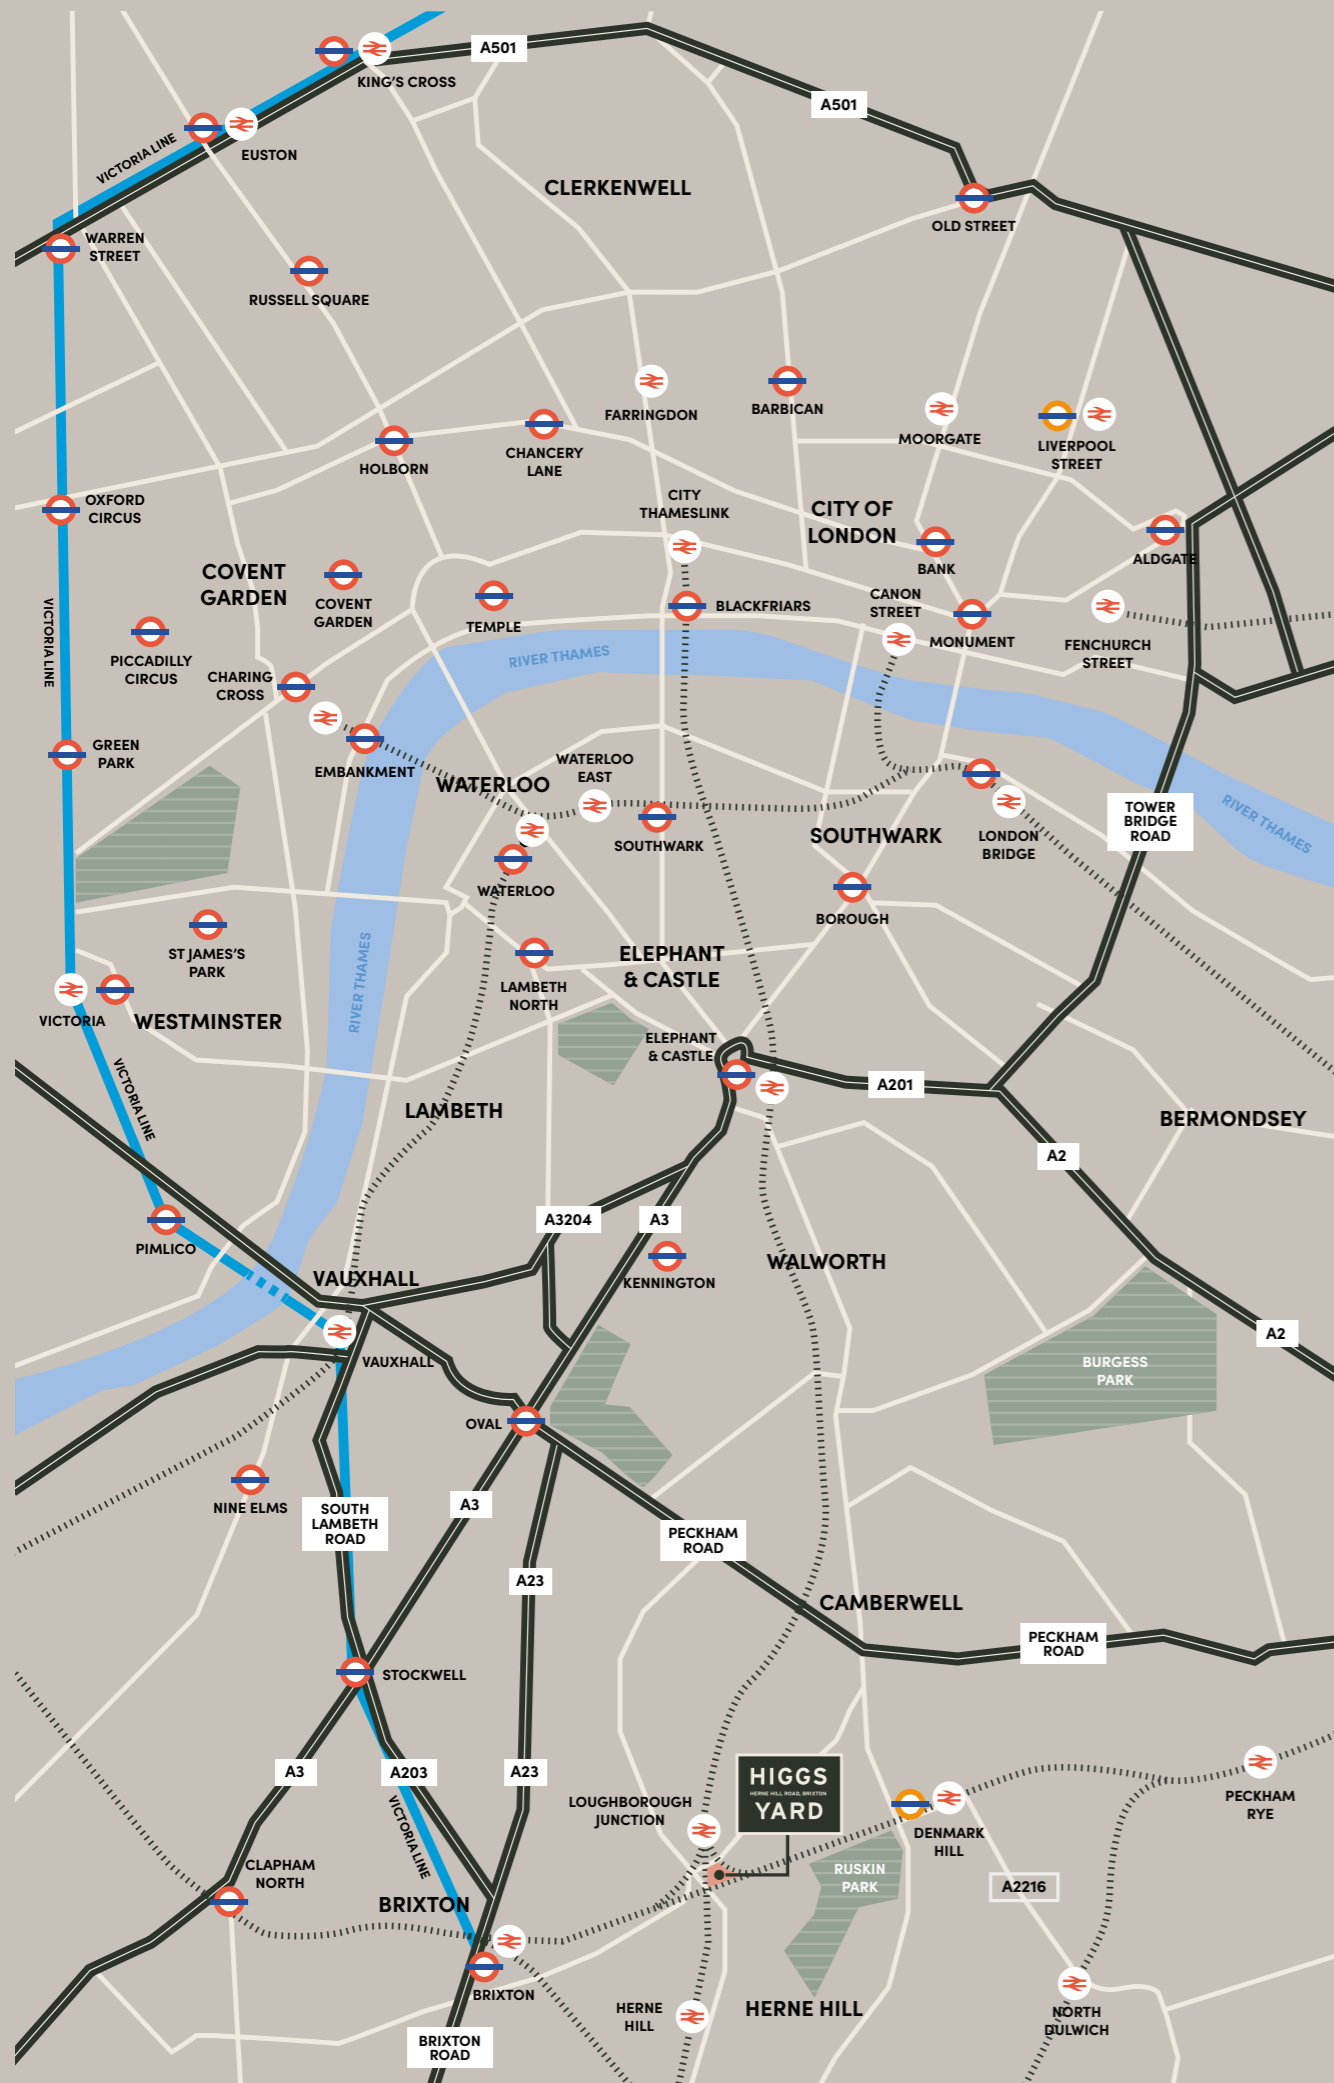 A501
KING'S CROSS
A501
VICTORIA LINE
EUSTON
CLERKENWELL
OLD STREET
WARREN
STREET
RUSSELL SQUARE
FARRINGDON
BARBICAN
MOORGATE
LIVERPOOL
STREET
HOLBORN
CHANCERY
LANE
OXFORD
CIRCUS
CITY
THAMESLINK
CITY OF
LONDON
ALDGATE
BANK
COVENT
GARDEN
COVENT
GARDEN
TEMPLE
BLACKFRIARS
CANON
STREET
MONUMENT
FENCHURCH
STREET
VICTORIA LINE
PICCADILLY
CIRCUS
CHARING
CROSS
RIVER THAMES
GREEN
PARK
EMBANKMENT
WATERLOO
WATERLOO
EAST
SOUTHWARK
SOUTHWARK
LONDON
BRIDGE
TOWER
BRIDGE
ROAD
RIVER THAMES
WATERLOO
BOROUGH
ST JAMES'S
PARK
RIVER THAMES
ELEPHANT
& CASTLE
LAMBETH
NORTH
VICTORIA
WESTMINSTER
ELEPHANT
& CASTLE
VICTORIA LINE
A201
LAMBETH
BERMONDSEY
A2
A3204
A3
PIMLICO
VAUXHALL
KENNINGTON
WALWORTH
A2
VAUXHALL
BURGESS
PARK
OVAL
NINE ELMS
SOUTH
LAMBETH
ROAD
A3
PECKHAM
ROAD
A23
CAMBERWELL
PECKHAM
ROAD
STOCKWELL
A3
A203
A23
HIGGS
HERNE HILL ROAD, BRIXTON
YARD
LOUGHBOROUGH
JUNCTION
PECKHAM
RYE
VICTORIA LINE
DENMARK
HILL
CLAPHAM
NORTH
RUSKIN
PARK
A2216
BRIXTON
BRIXTON
HERNE
HILL
HERNE HILL
NORTH
DULWICH
BRIXTON
ROAD